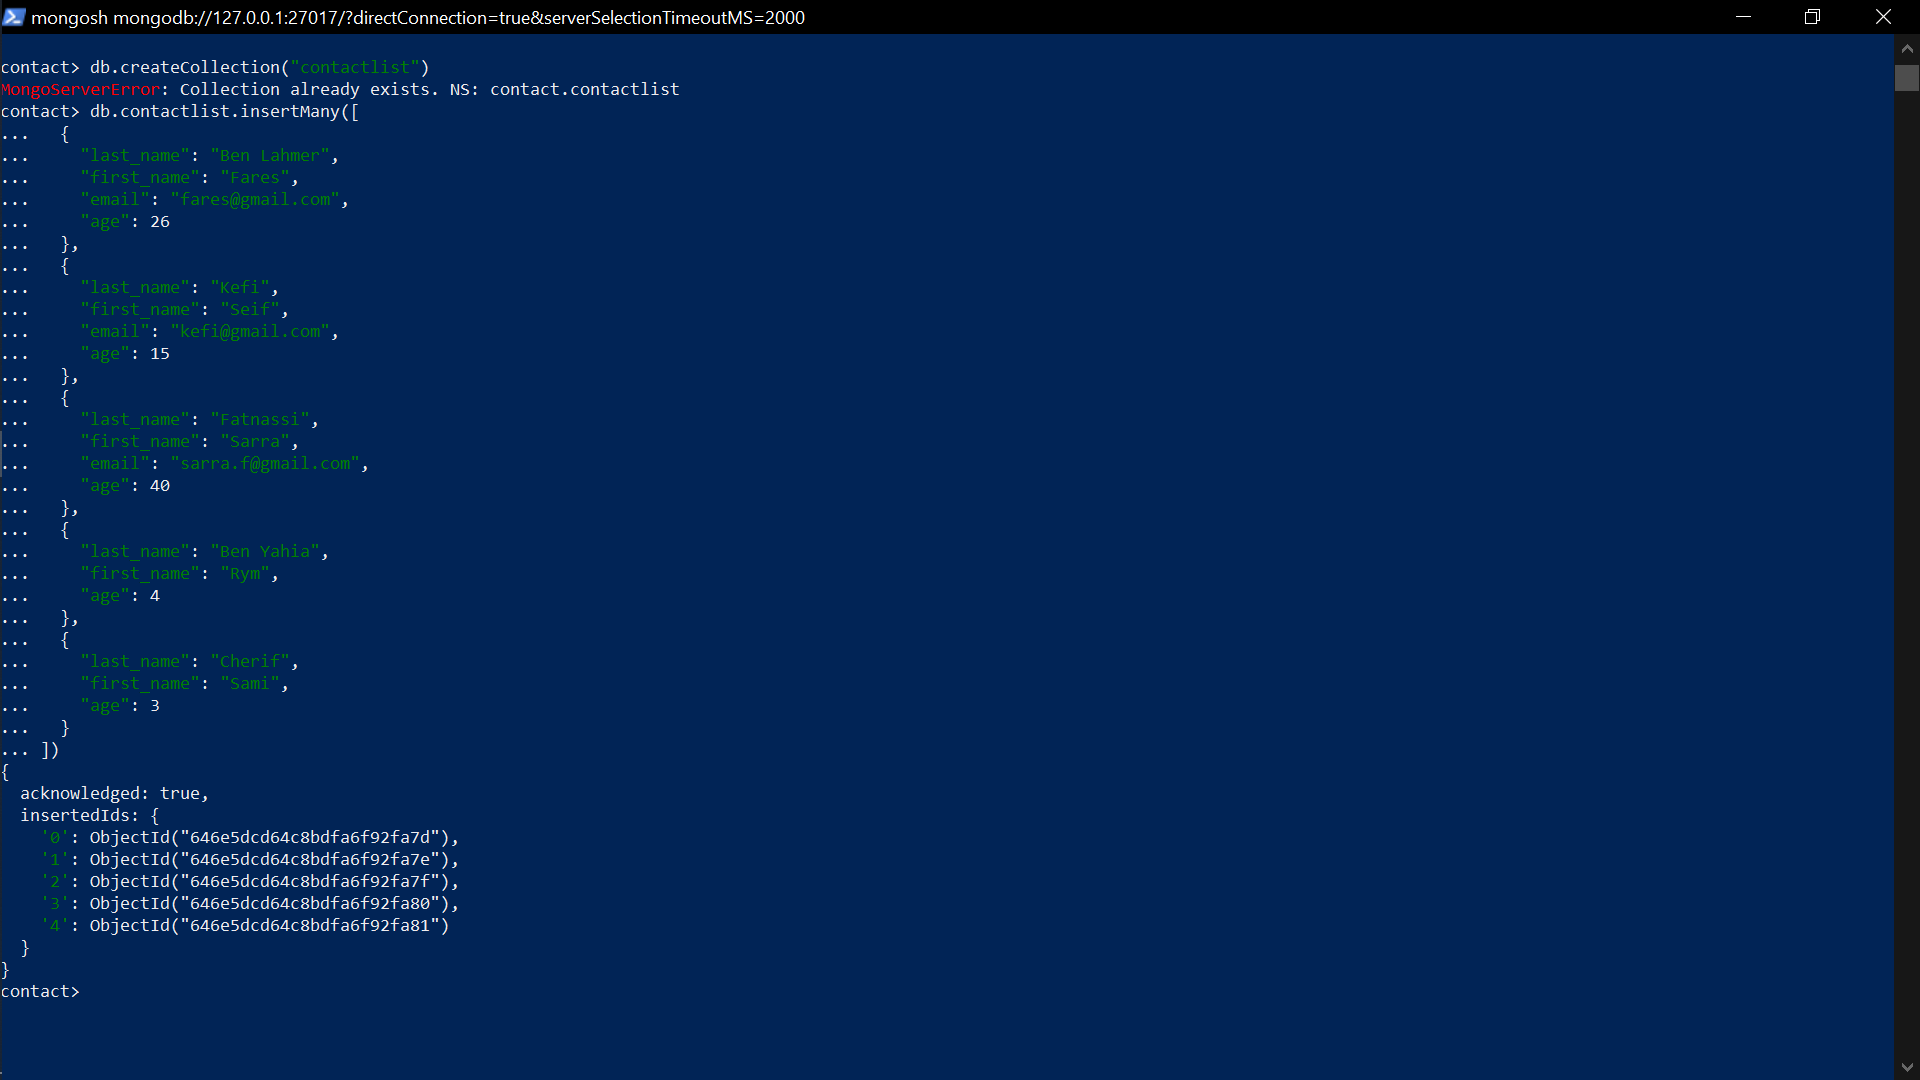 mongosh mongodb://127.0.0.1:27017/?directConnection=true&serverSelectionTimeoutMS=2000
contact> db.createCollection("contactlist")
MongoServerError: Collection already exists. NS: contact.contactlist
contact> db.contactlist.insertMany([
...   {
...     "last_name": "Ben Lahmer",
...     "first_name": "Fares",
...     "email": "fares@gmail.com",
...     "age": 26
...   },
...   {
...     "last_name": "Kefi",
...     "first_name": "Seif",
...     "email": "kefi@gmail.com",
...     "age": 15
...   },
...   {
...     "last_name": "Fatnassi",
...     "first_name": "Sarra",
...     "email": "sarra.f@gmail.com",
...     "age": 40
...   },
...   {
...     "last_name": "Ben Yahia",
...     "first_name": "Rym",
...     "age": 4
...   },
...   {
...     "last_name": "Cherif",
...     "first_name": "Sami",
...     "age": 3
...   }
... ])
{
  acknowledged: true,
  insertedIds: {
    '0': ObjectId("646e5dcd64c8bdfa6f92fa7d"),
    '1': ObjectId("646e5dcd64c8bdfa6f92fa7e"),
    '2': ObjectId("646e5dcd64c8bdfa6f92fa7f"),
    '3': ObjectId("646e5dcd64c8bdfa6f92fa80"),
    '4': ObjectId("646e5dcd64c8bdfa6f92fa81")
  }
}
contact>